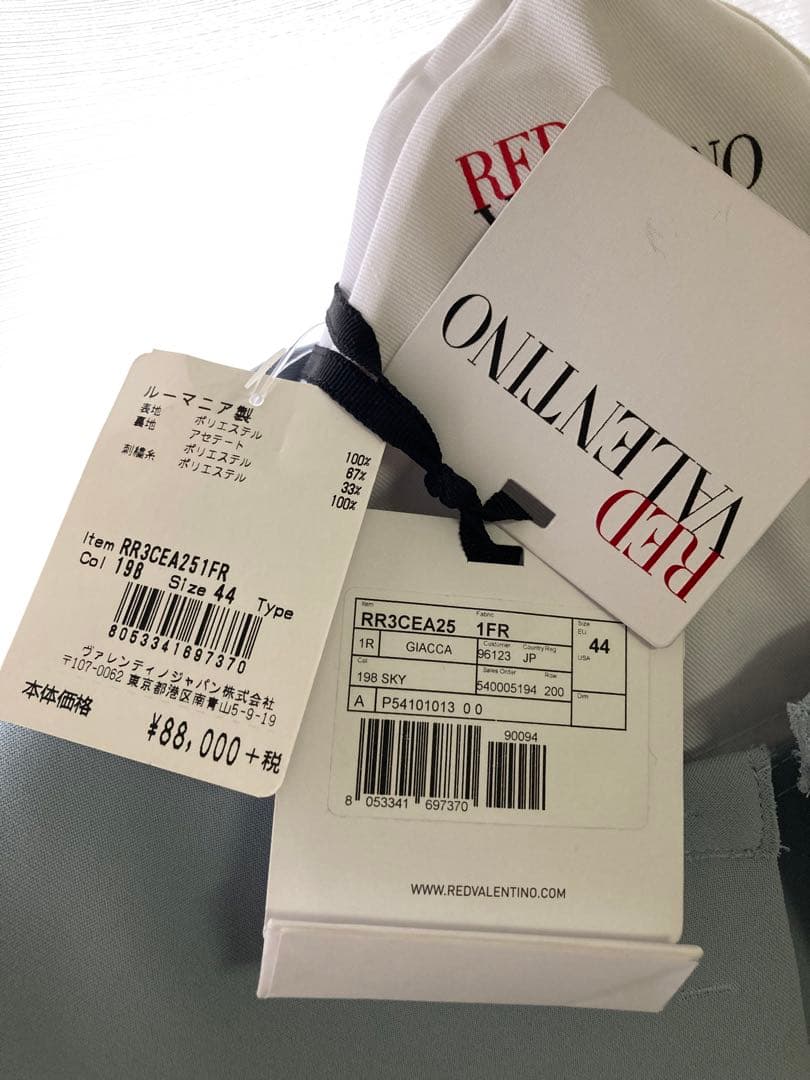 RED
NO
RED
VALENTINO
ルーマニア製
表地 ポリエステル 100%
裏地 アセテート 67%
ポリエステル 33%
刺繍糸 ポリエステル 100%
Item RR3CEA251FR
Col 198 Size 44 Type
8053341697370
ヴァレンティノジャパン株式会社
〒107-0062 東京都港区南青山5-9-19
本体価格
¥88,000+税
Item Fabric Size
RR3CEA25 1FR EU 44
1R GIACCA Customer 96123 Country Reg JP USA
Col 198 SKY Sales Order 540005194 Row 200 Dim
A P54101013 0 0
90094
8 053341 697370
WWW.REDVALENTINO.COM